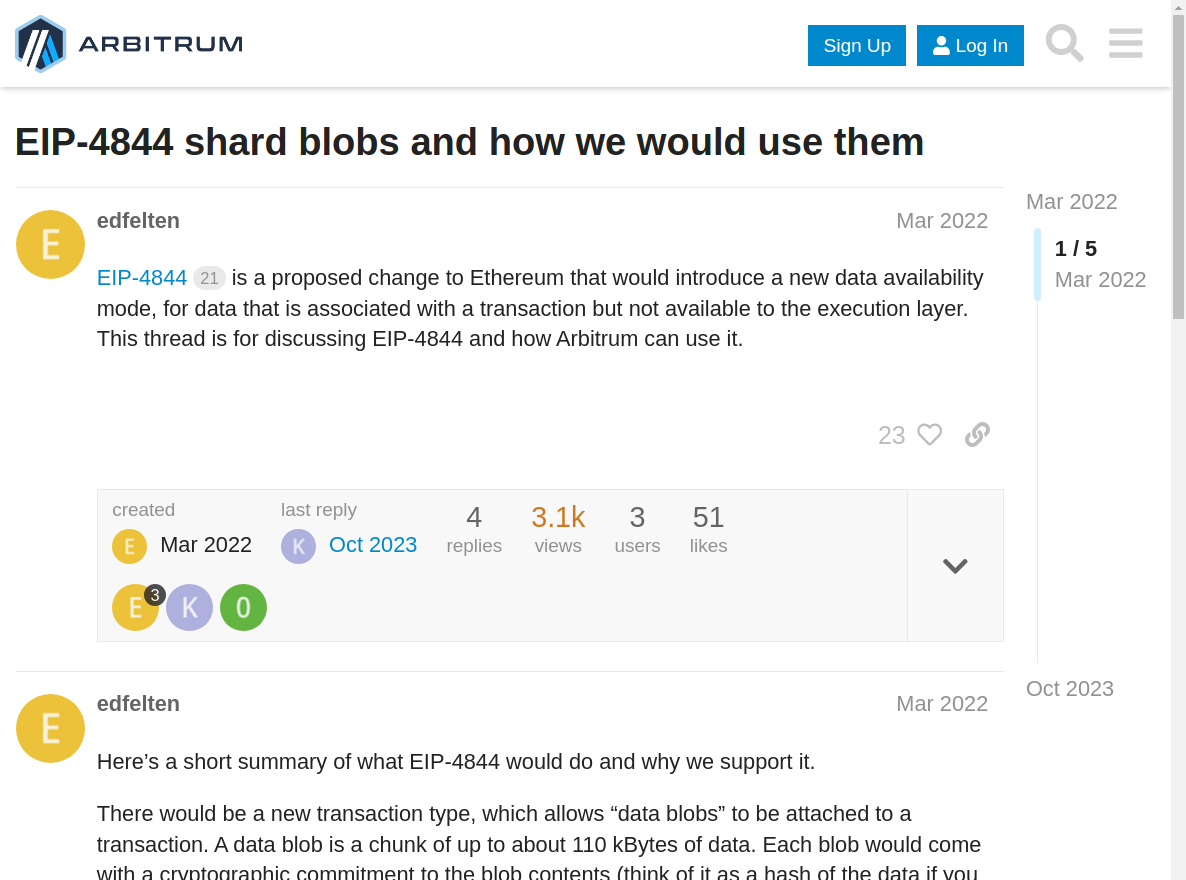 ARBITRUM
Sign Up
Log In
EIP-4844 shard blobs and how we would use them
E
edfelten
Mar 2022
EIP-4844 21 is a proposed change to Ethereum that would introduce a new data availability
mode, for data that is associated with a transaction but not available to the execution layer.
This thread is for discussing EIP-4844 and how Arbitrum can use it.
Mar 2022
1 / 5
Mar 2022
23
created
E
Mar 2022
last reply
K
Oct 2023
4
replies
3.1k
views
3
users
51
likes
E
3
K
O
Oct 2023
E
edfelten
Mar 2022
Here’s a short summary of what EIP-4844 would do and why we support it.
There would be a new transaction type, which allows “data blobs” to be attached to a
transaction. A data blob is a chunk of up to about 110 kBytes of data. Each blob would come
with a cryptographic commitment to the blob contents (think of it as a hash of the data if you